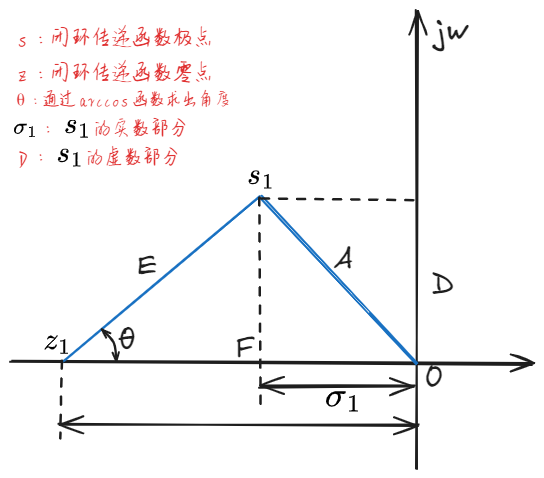 s：闭环传递函数极点
z：闭环传递函数零点
θ：通过arccos函数求出角度
σ₁：s₁的实数部分
D：s₁的虚数部分
jw
s₁
E
A
D
z₁
θ
F
O
σ₁